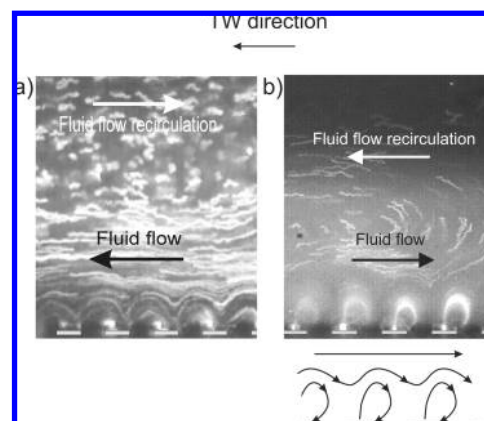 TW direction
a)
b)
Fluid flow recirculation
Fluid flow recirculation
Fluid flow
Fluid flow